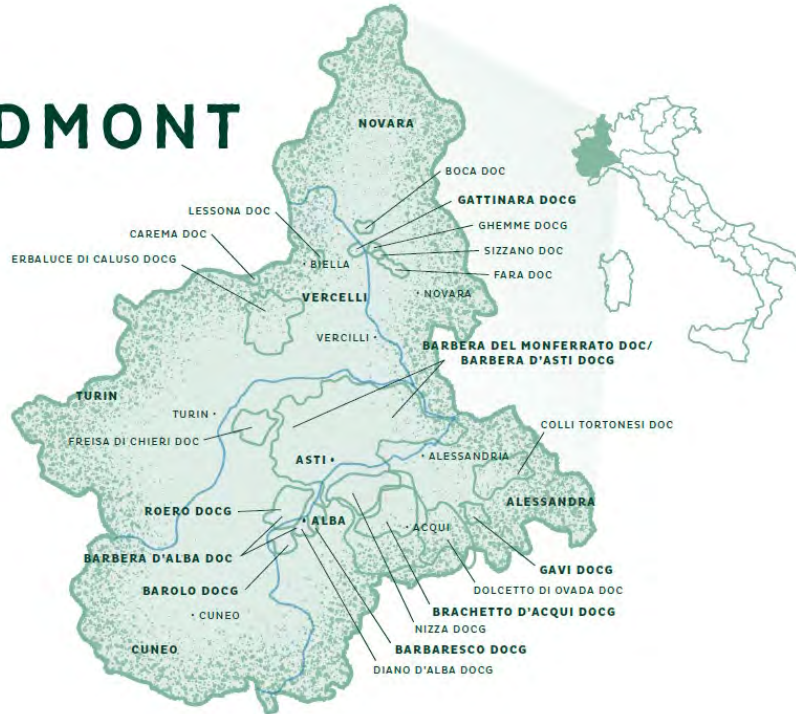 DMONT
NOVARA
BOCA DOC
GATTINARA DOCG
LESSONA DOC
GHEMME DOCG
CAREMA DOC
SIZZANO DOC
ERBALUCE DI CALUSO DOCG
BIELLA
FARA DOC
VERCELLI
NOVARA
VERCILLI
BARBERA DEL MONFERRATO DOC/
BARBERA D'ASTI DOCG
TURIN
TURIN
FREISA DI CHIERI DOC
COLLI TORTONESI DOC
ASTI
ALESSANDRIA
ROERO DOCG
ALESSANDRA
ALBA
ACQUI
BARBERA D'ALBA DOC
GAVI DOCG
BAROLO DOCG
DOLCETTO DI OVADA DOC
BRACHETTO D'ACQUI DOCG
CUNEO
NIZZA DOCG
CUNEO
BARBARESCO DOCG
DIANO D'ALBA DOCG